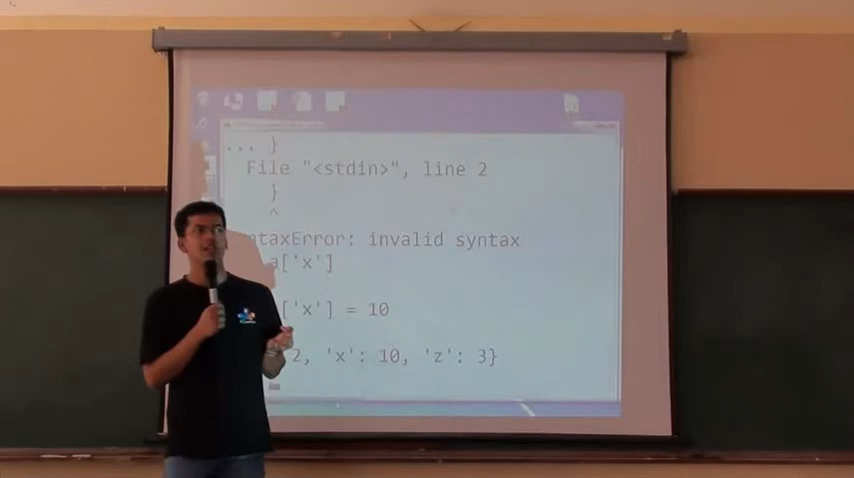 ... }
File "<stdin>", line 2
}
^
ntaxError: invalid syntax
a['x']
['x'] = 10
2, 'x': 10, 'z': 3}